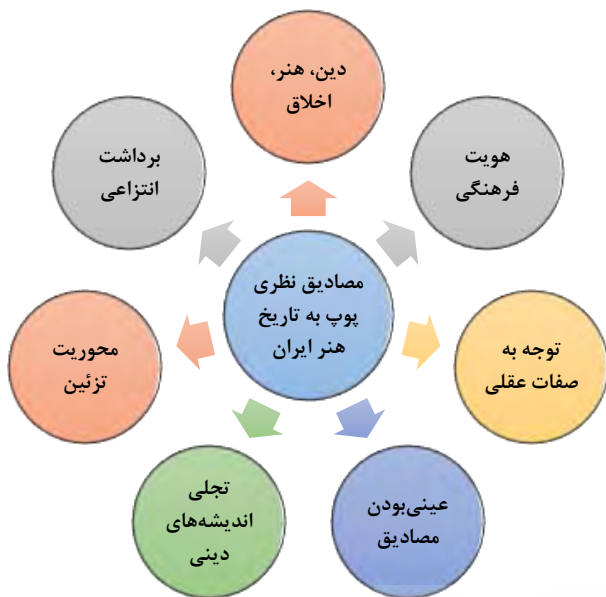 دین، هنر،
اخلاق
هویت
فرهنگی
برداشت
انتزاعی
مصادیق نظری
پوپ به تاریخ
هنر ایران
توجه به
صفات عقلی
محوریت
تزئین
عینی‌بودن
مصادیق
تجلی
اندیشه‌های
دینی